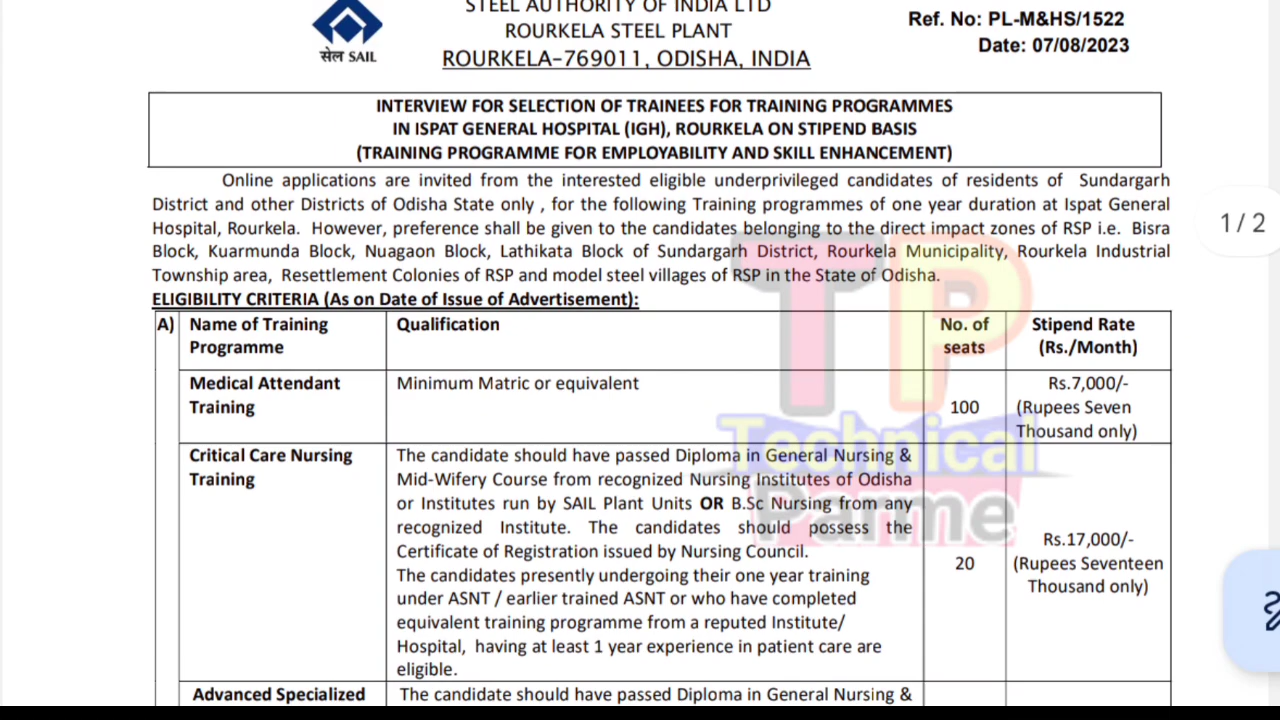 STEEL AUTHORITY OF INDIA LTD
ROURKELA STEEL PLANT
ROURKELA-769011, ODISHA, INDIA
सेल SAIL
Ref. No: PL-M&HS/1522
Date: 07/08/2023
INTERVIEW FOR SELECTION OF TRAINEES FOR TRAINING PROGRAMMES
IN ISPAT GENERAL HOSPITAL (IGH), ROURKELA ON STIPEND BASIS
(TRAINING PROGRAMME FOR EMPLOYABILITY AND SKILL ENHANCEMENT)
Online applications are invited from the interested eligible underprivileged candidates of residents of Sundargarh
District and other Districts of Odisha State only , for the following Training programmes of one year duration at Ispat General
Hospital, Rourkela. However, preference shall be given to the candidates belonging to the direct impact zones of RSP i.e. Bisra
Block, Kuarmunda Block, Nuagaon Block, Lathikata Block of Sundargarh District, Rourkela Municipality, Rourkela Industrial
Township area, Resettlement Colonies of RSP and model steel villages of RSP in the State of Odisha.
1 / 2
ELIGIBILITY CRITERIA (As on Date of Issue of Advertisement):
A) Name of Training Programme
Qualification
No. of seats
Stipend Rate (Rs./Month)
Medical Attendant
Training
Minimum Matric or equivalent
100
Rs.7,000/-
(Rupees Seven
Thousand only)
Critical Care Nursing
Training
The candidate should have passed Diploma in General Nursing &
Mid-Wifery Course from recognized Nursing Institutes of Odisha
or Institutes run by SAIL Plant Units OR B.Sc Nursing from any
recognized Institute. The candidates should possess the
Certificate of Registration issued by Nursing Council.
The candidates presently undergoing their one year training
under ASNT / earlier trained ASNT or who have completed
equivalent training programme from a reputed Institute/
Hospital, having at least 1 year experience in patient care are
eligible.
20
Rs.17,000/-
(Rupees Seventeen
Thousand only)
Advanced Specialized
The candidate should have passed Diploma in General Nursing &
TP
Technical
Parme